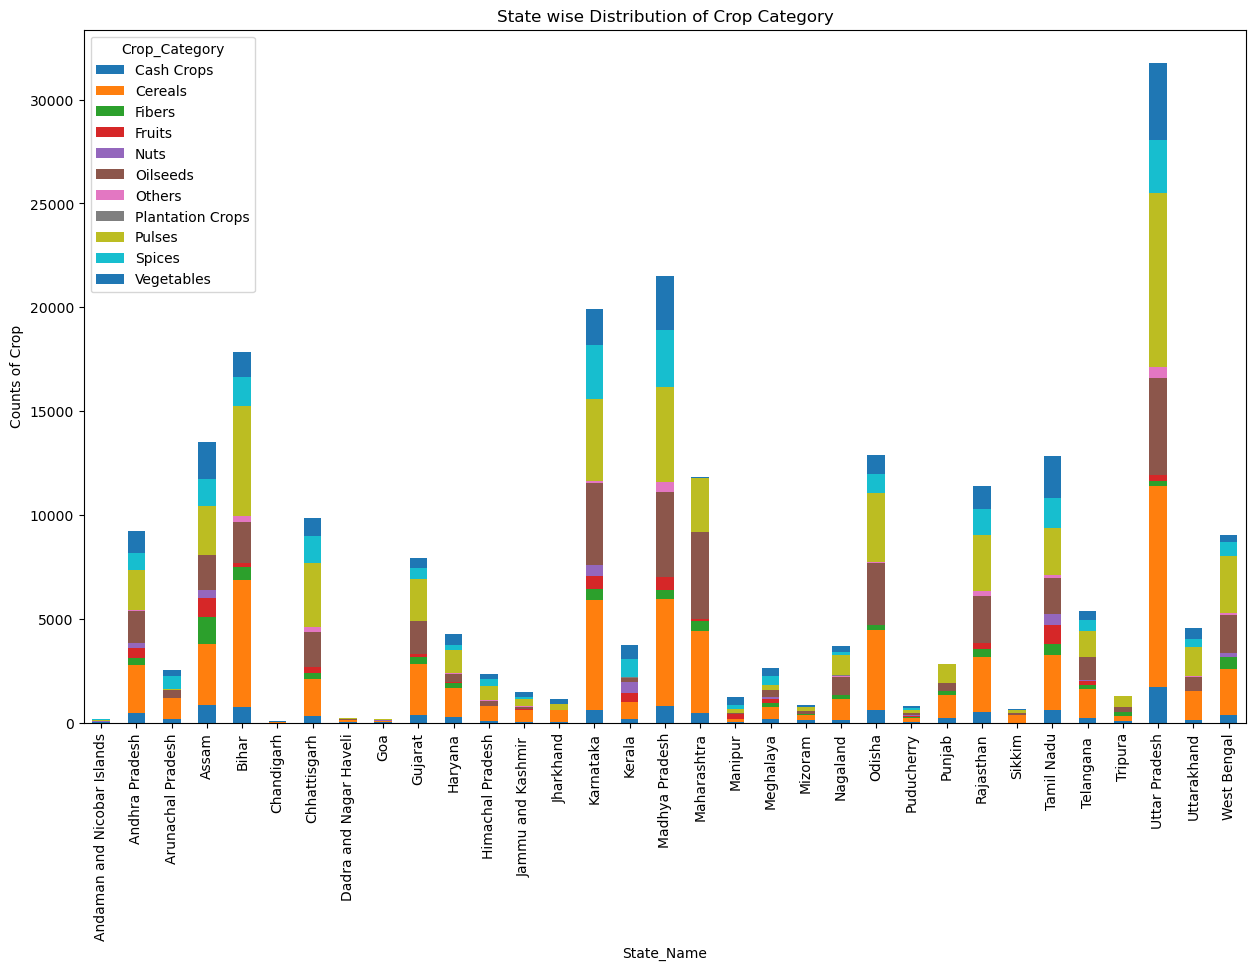 State wise Distribution of Crop Category
Crop_Category
Cash Crops
Cereals
Fibers
Fruits
Nuts
Oilseeds
Others
Plantation Crops
Pulses
Spices
Vegetables
Counts of Crop
30000
25000
20000
15000
10000
5000
0
Andaman and Nicobar Islands
Andhra Pradesh
Arunachal Pradesh
Assam
Bihar
Chandigarh
Chhattisgarh
Dadra and Nagar Haveli
Goa
Gujarat
Haryana
Himachal Pradesh
Jammu and Kashmir
Jharkhand
Karnataka
Kerala
Madhya Pradesh
Maharashtra
Manipur
Meghalaya
Mizoram
Nagaland
Odisha
Puducherry
Punjab
Rajasthan
Sikkim
Tamil Nadu
Telangana
Tripura
Uttar Pradesh
Uttarakhand
West Bengal
State_Name